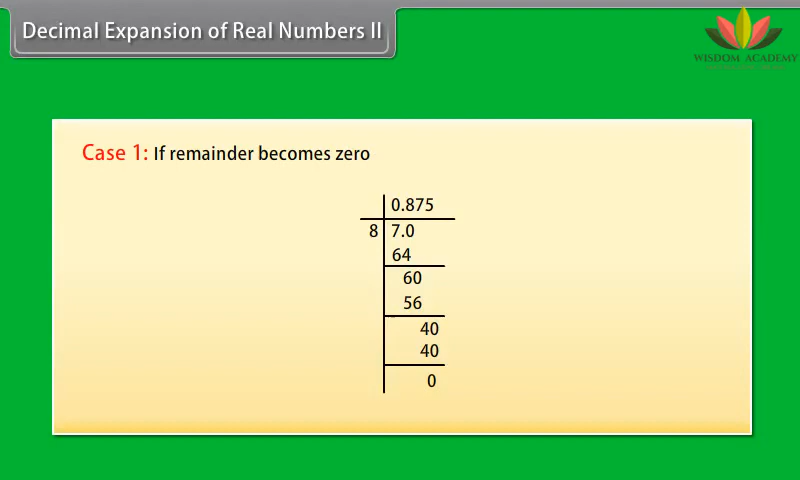 Decimal Expansion of Real Numbers II
WISDOM ACADEMY
Case 1: If remainder becomes zero
0.875
8 7.0
64
60
56
40
40
0